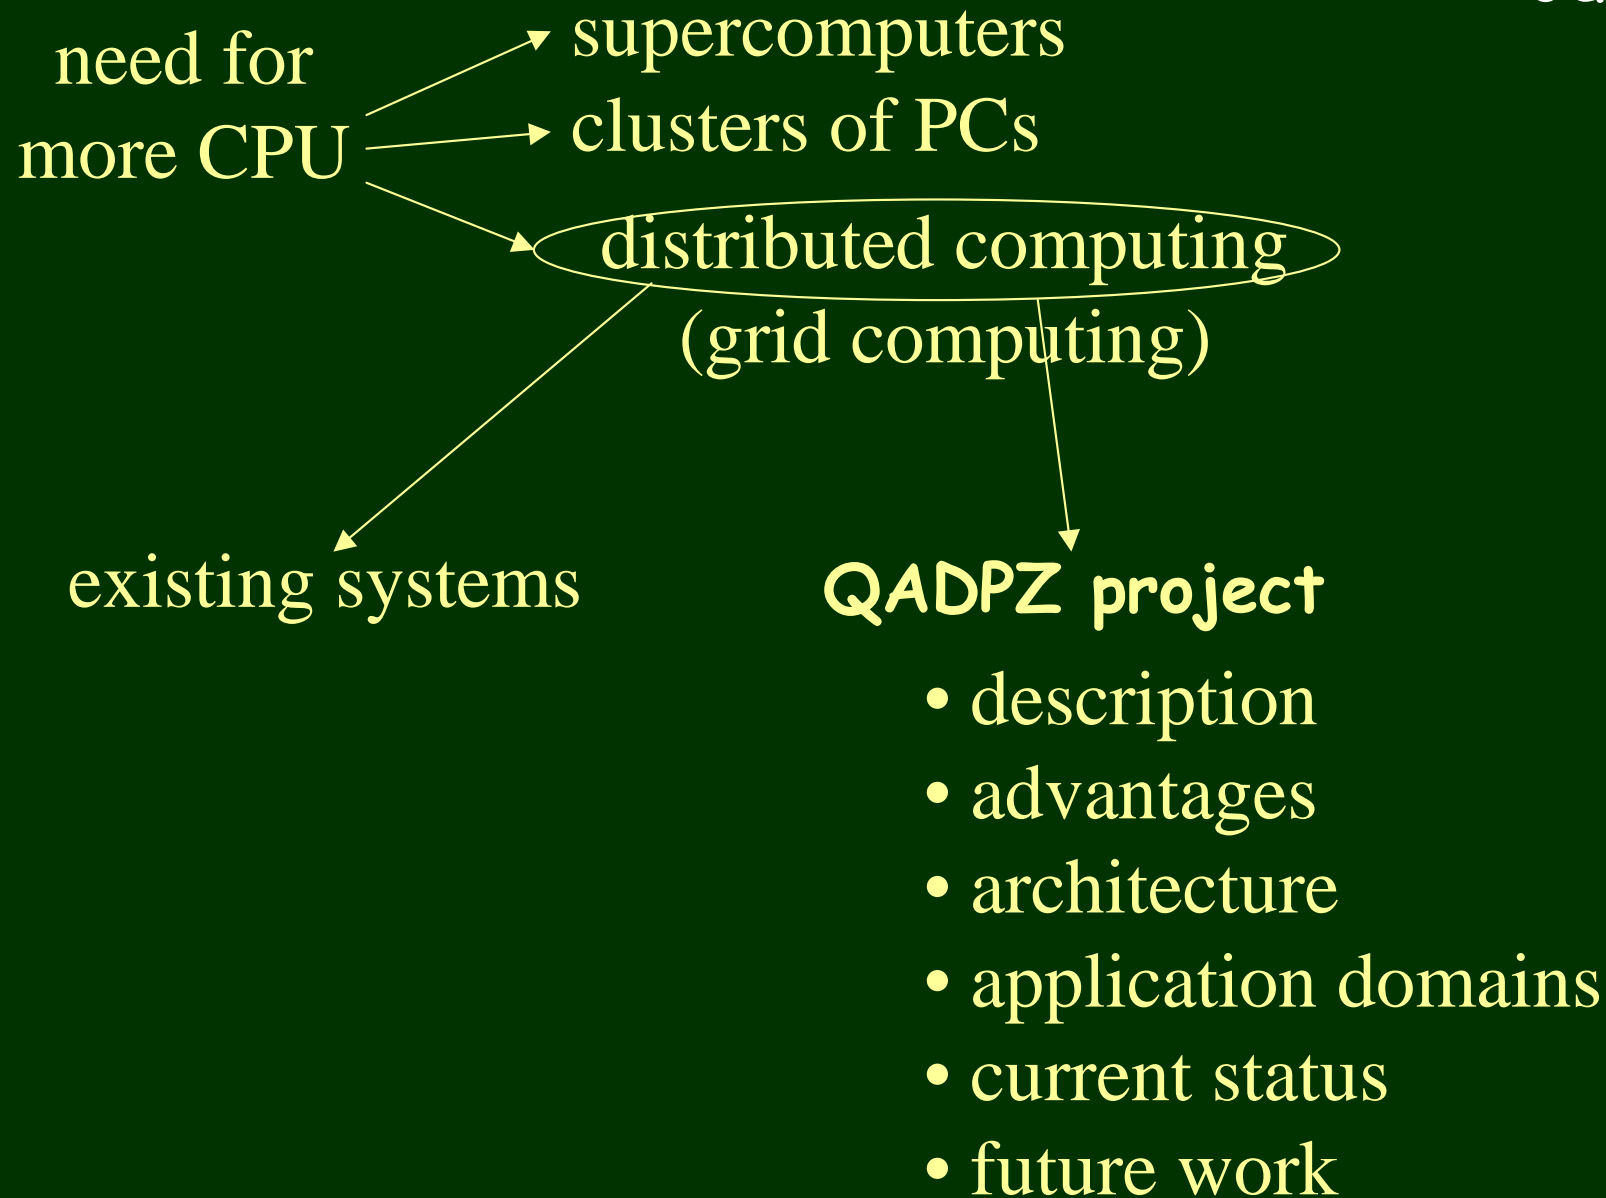 need for
more CPU
supercomputers
clusters of PCs
distributed computing
(grid computing)
existing systems
QADPZ project
• description
• advantages
• architecture
• application domains
• current status
• future work